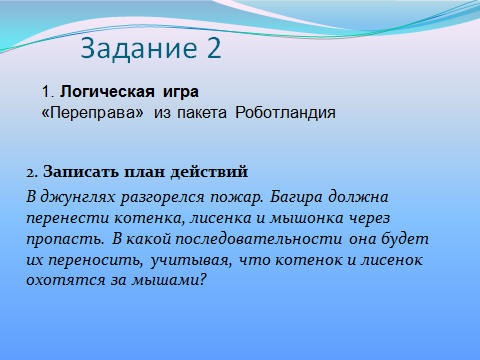 Задание 2
1. Логическая игра
«Переправа» из пакета Роботландия
2. Записать план действий
В джунглях разгорелся пожар. Багира должна
перенести котенка, лисенка и мышонка через
пропасть. В какой последовательности она будет
их переносить, учитывая, что котенок и лисенок
охотятся за мышами?